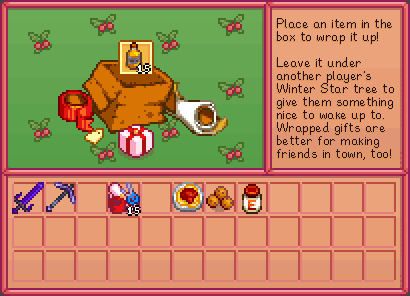 15
Place an item in the
box to wrap it up!
Leave it under
another player's
Winter Star tree to
give them something
nice to wake up to.
Wrapped gifts are
better for making
friends in town, too!
15
E